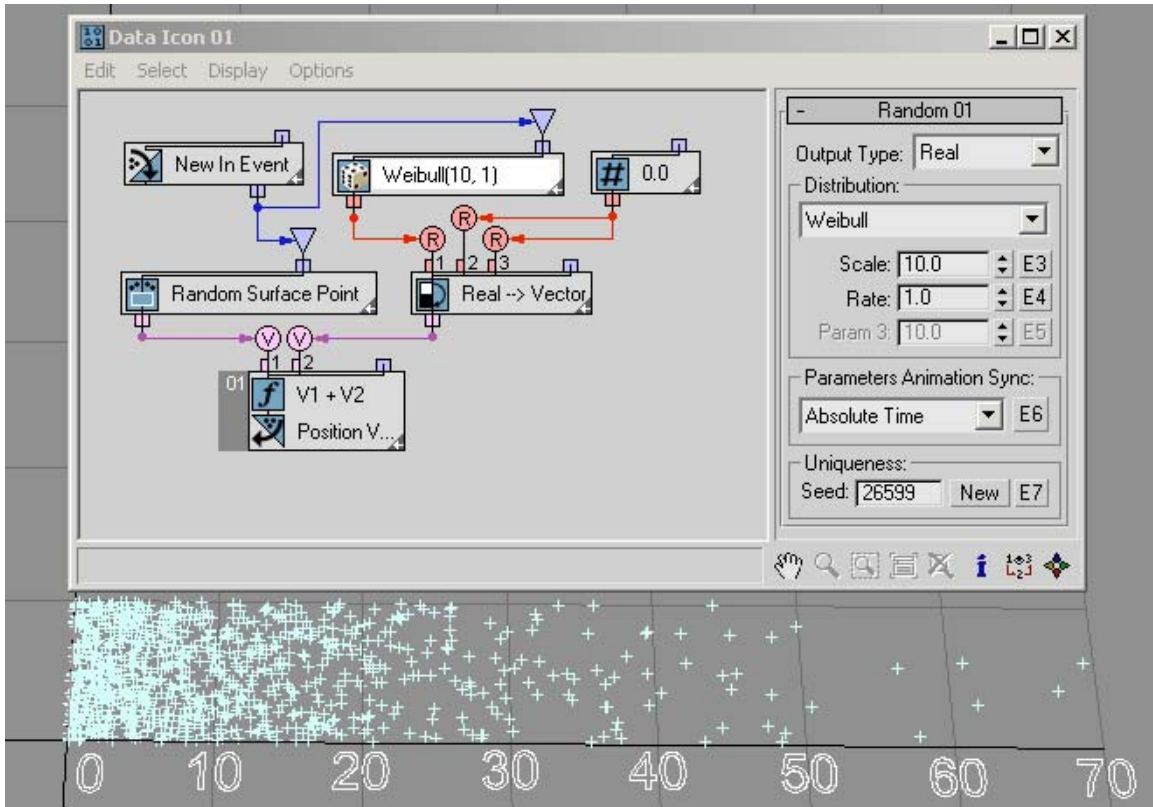 Data Icon 01
Edit Select Display Options
New In Event
Weibull(10, 1)
0.0
R
R R
1 2 3
Random Surface Point
Real --> Vector
V V
1 2
01
V1 + V2
Position V...
- Random 01
Output Type: Real
Distribution:
Weibull
Scale: 10.0 E3
Rate: 1.0 E4
Param 3: 10.0 E5
Parameters Animation Sync:
Absolute Time E6
Uniqueness:
Seed: 26599 New E7
0 10 20 30 40 50 60 70